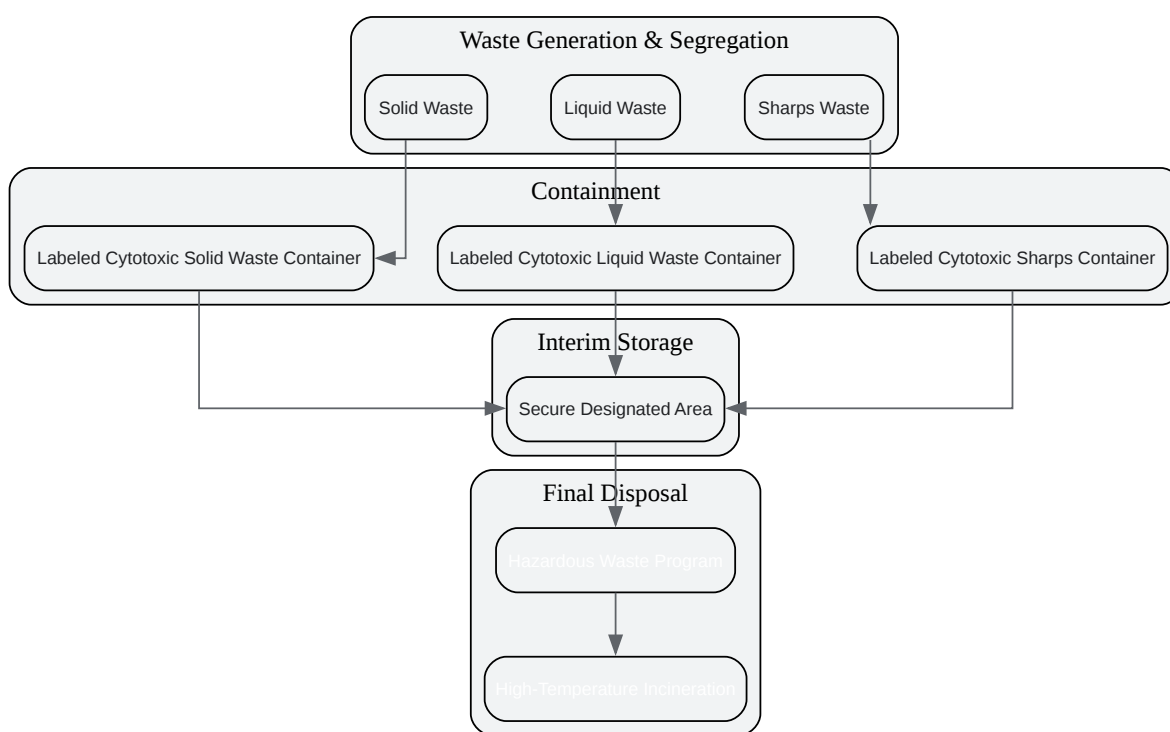 Waste Generation & Segregation
Solid Waste
Liquid Waste
Sharps Waste
Containment
Labeled Cytotoxic Solid Waste Container
Labeled Cytotoxic Liquid Waste Container
Labeled Cytotoxic Sharps Container
Interim Storage
Secure Designated Area
Final Disposal
Hazardous Waste Program
High-Temperature Incineration